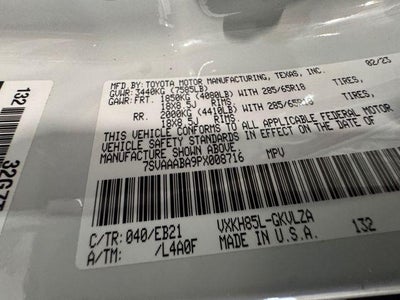 MFD. BY: TOYOTA MOTOR MANUFACTURING, TEXAS, INC. 02/23
GVWR: 3440KG (7585LB)
GAWR: FRT. 1850KG (4080LB) WITH 285/65R18 TIRES,
18X8.5J RIMS,
RR. 2000KG (4410LB) WITH 285/65R18 TIRES,
18X8.5J RIMS,
THIS VEHICLE CONFORMS TO ALL APPLICABLE FEDERAL MOTOR
VEHICLE SAFETY STANDARDS IN EFFECT ON THE DATE OF
MANUFACTURE SHOWN ABOVE.
7SVAAABA9PX008716 MPV
C/TR: 040/EB21 VXKH85L-GKVLZA
A/TM: /L4A0F MADE IN U.S.A. 132
132